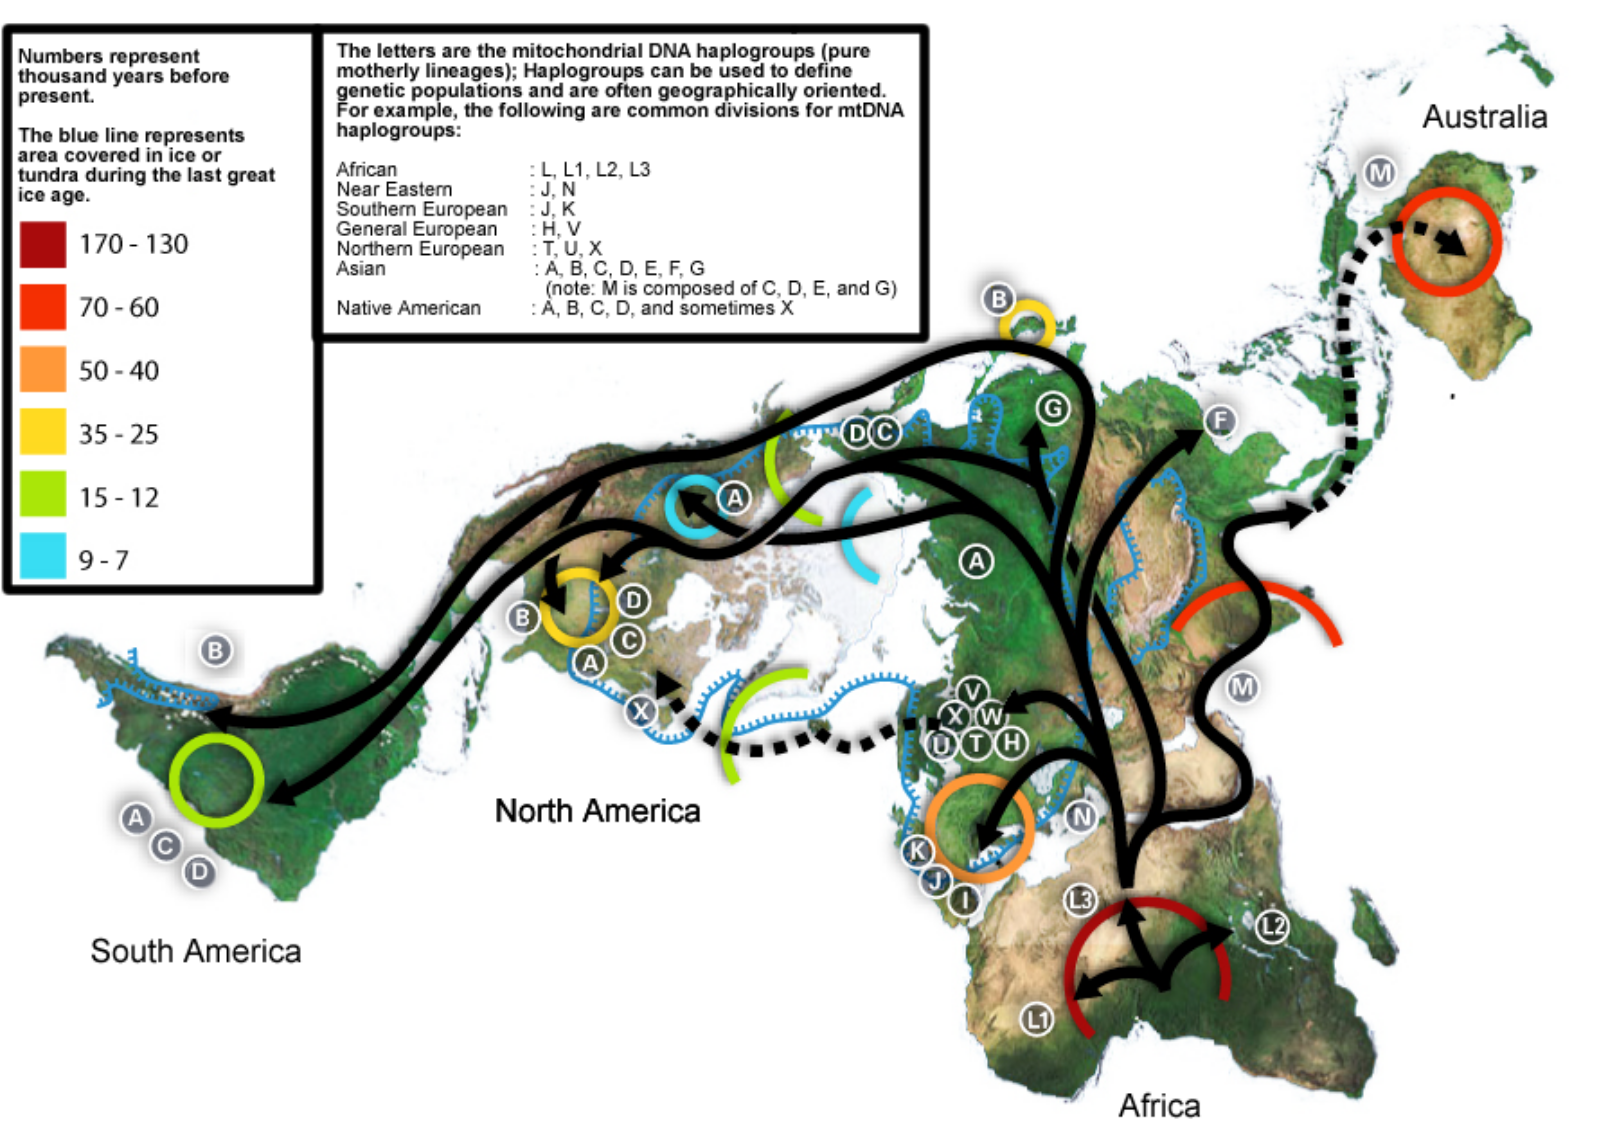 Numbers represent
thousand years before
present.
The blue line represents
area covered in ice or
tundra during the last great
ice age.
170 - 130
70 - 60
50 - 40
35 - 25
15 - 12
9 - 7
The letters are the mitochondrial DNA haplogroups (pure
motherly lineages); Haplogroups can be used to define
genetic populations and are often geographically oriented.
For example, the following are common divisions for mtDNA
haplogroups:
African : L, L1, L2, L3
Near Eastern : J, N
Southern European : J, K
General European : H, V
Northern European : T, U, X
Asian : A, B, C, D, E, F, G
(note: M is composed of C, D, E, and G)
Native American : A, B, C, D, and sometimes X
Australia
M
B
G
F
D C
A
A
B
D
C
A
X
B
M
V
X W
U T H
North America
N
A
C
D
K
J
I
L3
L2
South America
L1
Africa